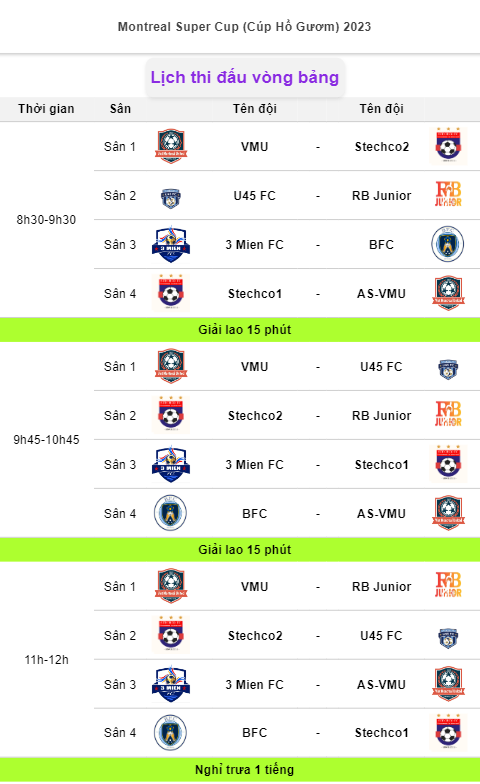 Montreal Super Cup (Cúp Hồ Gươm) 2023
Lịch thi đấu vòng bảng
Thời gian Sân Tên đội Tên đội
8h30-9h30
Sân 1 VMU - Stechco2
Sân 2 U45 FC - RB Junior
Sân 3 3 Mien FC - BFC
Sân 4 Stechco1 - AS-VMU
Giải lao 15 phút
9h45-10h45
Sân 1 VMU - U45 FC
Sân 2 Stechco2 - RB Junior
Sân 3 3 Mien FC - Stechco1
Sân 4 BFC - AS-VMU
Giải lao 15 phút
11h-12h
Sân 1 VMU - RB Junior
Sân 2 Stechco2 - U45 FC
Sân 3 3 Mien FC - AS-VMU
Sân 4 BFC - Stechco1
Nghỉ trưa 1 tiếng